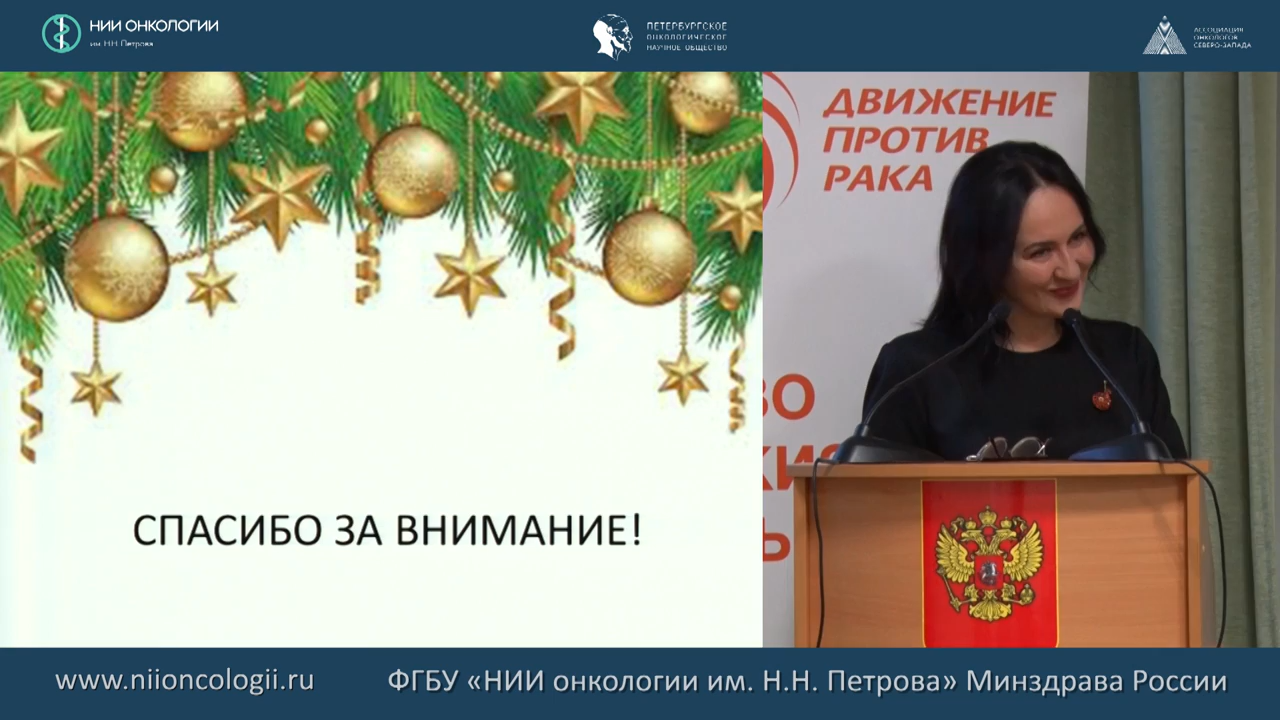 НИИ ОНКОЛОГИИ
им. Н.Н. Петрова
ПЕТЕРБУРГСКОЕ
ОНКОЛОГИЧЕСКОЕ
НАУЧНОЕ ОБЩЕСТВО
АССОЦИАЦИЯ
ОНКОЛОГОВ
СЕВЕРО-ЗАПАДА
ДВИЖЕНИЕ
ПРОТИВ
РАКА
СПАСИБО ЗА ВНИМАНИЕ!
www.niioncologii.ru
ФГБУ «НИИ онкологии им. Н.Н. Петрова» Минздрава России